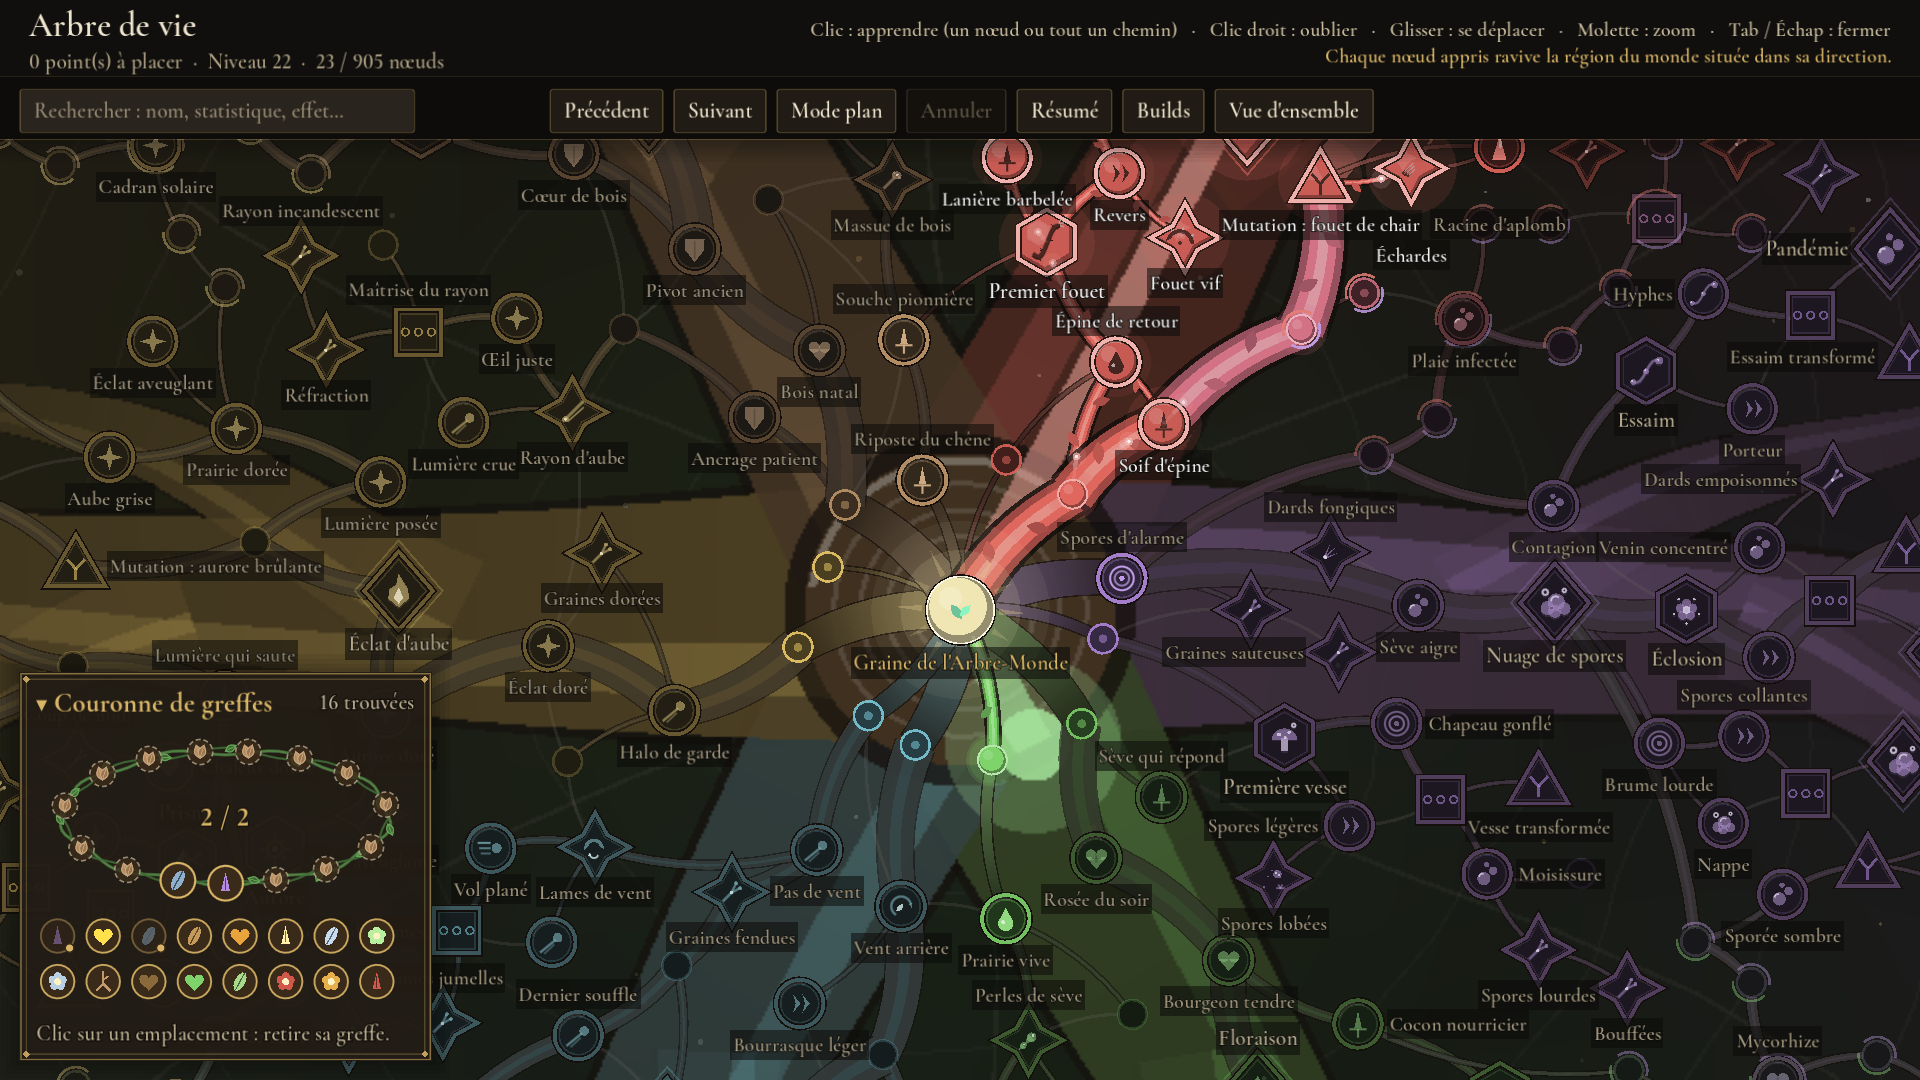 Arbre de vie
0 point(s) à placer · Niveau 22 · 23 / 905 nœuds
Clic : apprendre (un nœud ou tout un chemin) · Clic droit : oublier · Glisser : se déplacer · Molette : zoom · Tab / Échap : fermer
Chaque nœud appris ravive la région du monde située dans sa direction.
Rechercher : nom, statistique, effet...
Précédent
Suivant
Mode plan
Annuler
Résumé
Builds
Vue d'ensemble
Cadran solaire
Cœur de bois
Lanière barbelée
Rayon incandescent
Massue de bois
Revers
Mutation : fouet de chair
Racine d'aplomb
Pandémie
Échardes
Maîtrise du rayon
Pivot ancien
Souche pionnière
Premier fouet
Fouet vif
Hyphes
Épine de retour
Œil juste
Plaie infectée
Essaim transformé
Éclat aveuglant
Réfraction
Bois natal
Essaim
Prairie dorée
Lumière crue
Rayon d'aube
Ancrage patient
Riposte du chêne
Soif d'épine
Porteur
Dards empoisonnés
Aube grise
Lumière posée
Dards fongiques
Spores d'alarme
Contagion
Venin concentré
Mutation : aurore brûlante
Graines dorées
Éclat d'aube
Lumière qui saute
Graine de l'Arbre-Monde
Graines sauteuses
Sève aigre
Nuage de spores
Éclosion
Éclat doré
Spores collantes
Halo de garde
Chapeau gonflé
Sève qui répond
Première vesse
Brume lourde
Couronne de greffes
16 trouvées
2 / 2
Clic sur un emplacement : retire sa greffe.
Spores légères
Vesse transformée
Nappe
Moisissure
Vol plané
Lames de vent
Pas de vent
Rosée du soir
Spores lobées
Graines fendues
Vent arrière
Prairie vive
Sporée sombre
jumelles
Dernier souffle
Perles de sève
Bourgeon tendre
Spores lourdes
Bourrasque léger
Floraison
Cocon nourricier
Bouffées
Mycorhize